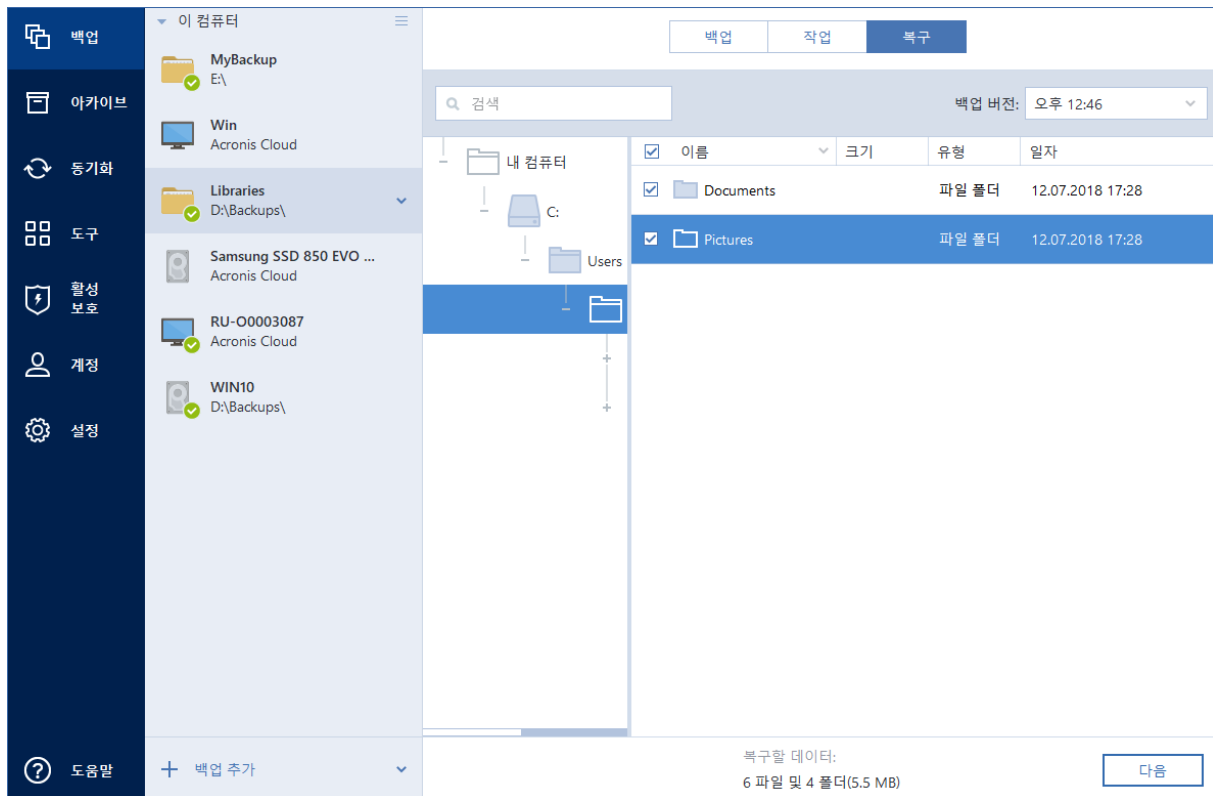 백업
아카이브
동기화
도구
활성
보호
계정
설정
도움말
이 컴퓨터
MyBackup
E:\
Win
Acronis Cloud
Libraries
D:\Backups\
Samsung SSD 850 EVO ...
Acronis Cloud
RU-O0003087
Acronis Cloud
WIN10
D:\Backups\
백업 추가
백업 작업 복구
검색 백업 버전: 오후 12:46
내 컴퓨터
C:
Users
이름 크기 유형 일자
Documents 파일 폴더 12.07.2018 17:28
Pictures 파일 폴더 12.07.2018 17:28
복구할 데이터:
6 파일 및 4 폴더(5.5 MB)
다음